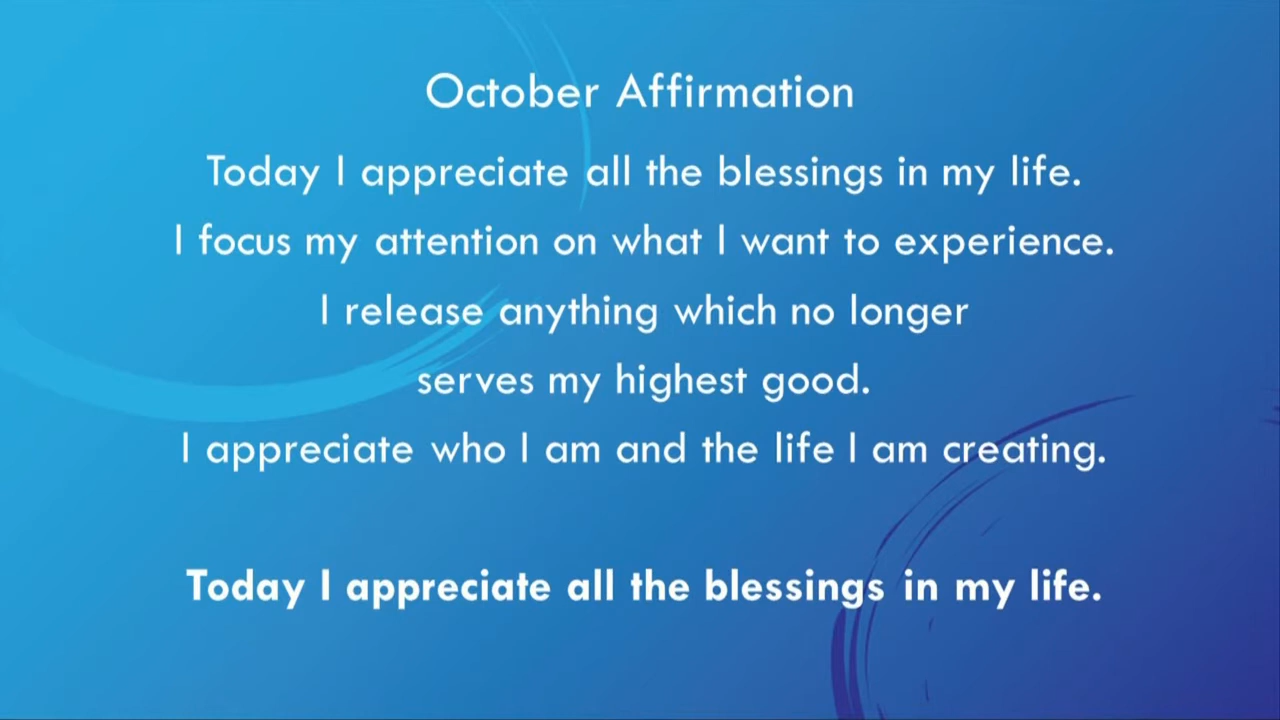 October Affirmation
Today I appreciate all the blessings in my life.
I focus my attention on what I want to experience.
I release anything which no longer
serves my highest good.
I appreciate who I am and the life I am creating.
Today I appreciate all the blessings in my life.